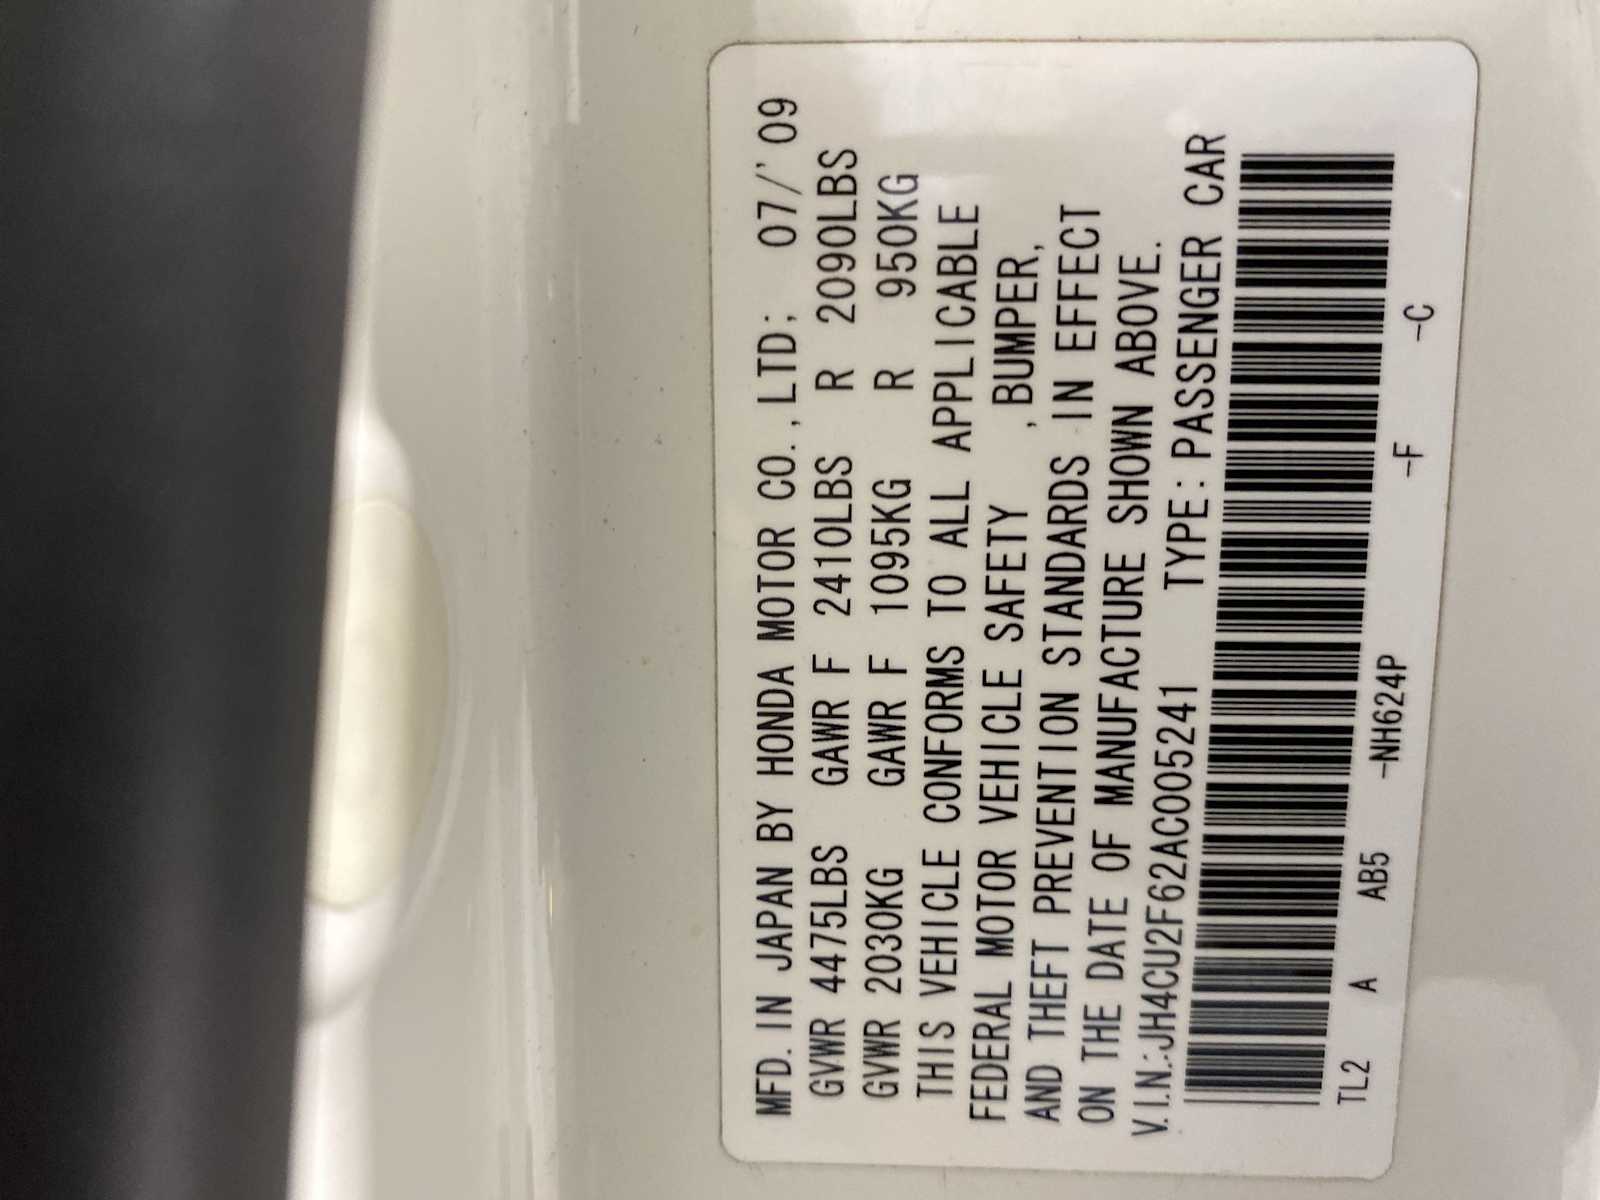 MFD. IN JAPAN BY HONDA MOTOR CO., LTD; 07/'09
GVWR 4475LBS GAWR F 2410LBS R 2090LBS
GVWR 2030KG GAWR F 1095KG R 950KG
THIS VEHICLE CONFORMS TO ALL APPLICABLE
FEDERAL MOTOR VEHICLE SAFETY ,BUMPER,
AND THEFT PREVENTION STANDARDS IN EFFECT
ON THE DATE OF MANUFACTURE SHOWN ABOVE.
V.I.N.:JH4CU2F62AC005241 TYPE:PASSENGER CAR
TL2 A AB5 -NH624P -F -C